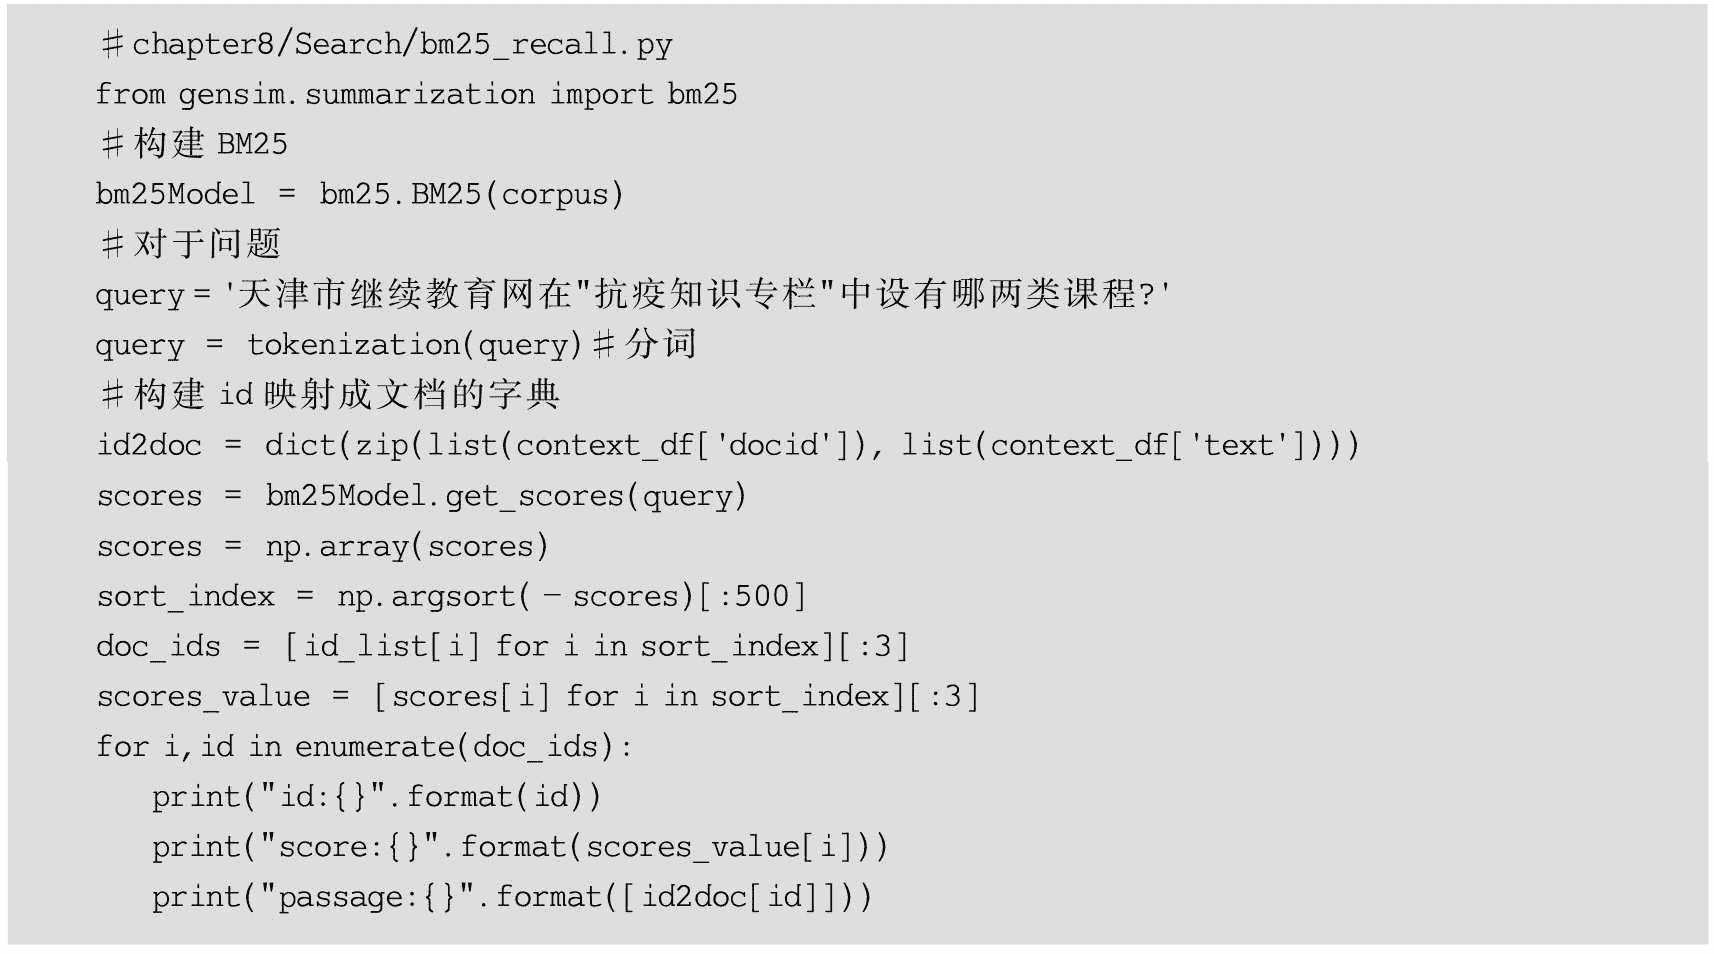 #chapter8/Search/bm25_recall.py
from gensim.summarization import bm25
#构建 BM25
bm25Model = bm25.BM25(corpus)
#对于问题
query = '天津市继续教育网在"抗疫知识专栏"中设有哪两类课程?'
query = tokenization(query)#分词
#构建 id 映射成文档的字典
id2doc = dict(zip(list(context_df['docid']), list(context_df['text'])))
scores = bm25Model.get_scores(query)
scores = np.array(scores)
sort_index = np.argsort(-scores)[:500]
doc_ids = [id_list[i] for i in sort_index][:3]
scores_value = [scores[i] for i in sort_index][:3]
for i,id in enumerate(doc_ids):
    print("id:{}".format(id))
    print("score:{}".format(scores_value[i]))
    print("passage:{}".format([id2doc[id]]))